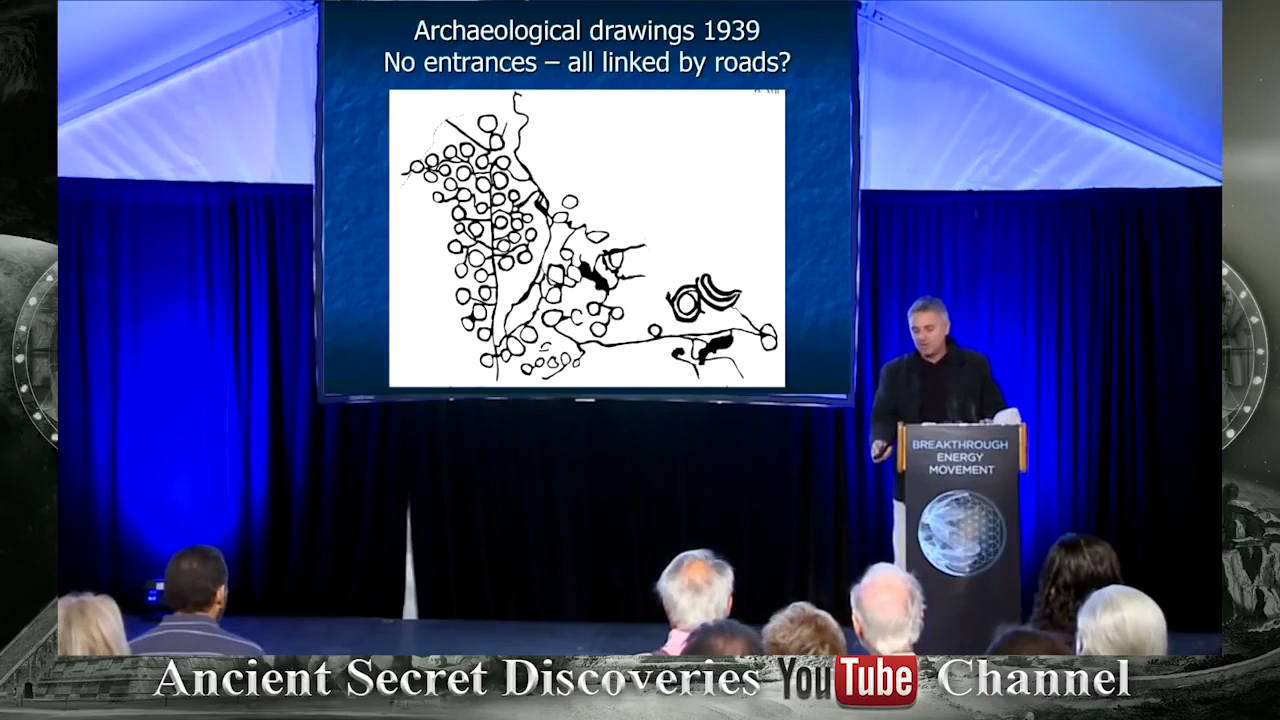 Archaeological drawings 1939
No entrances – all linked by roads?
BREAKTHROUGH
ENERGY
MOVEMENT
Ancient Secret Discoveries YouTube Channel